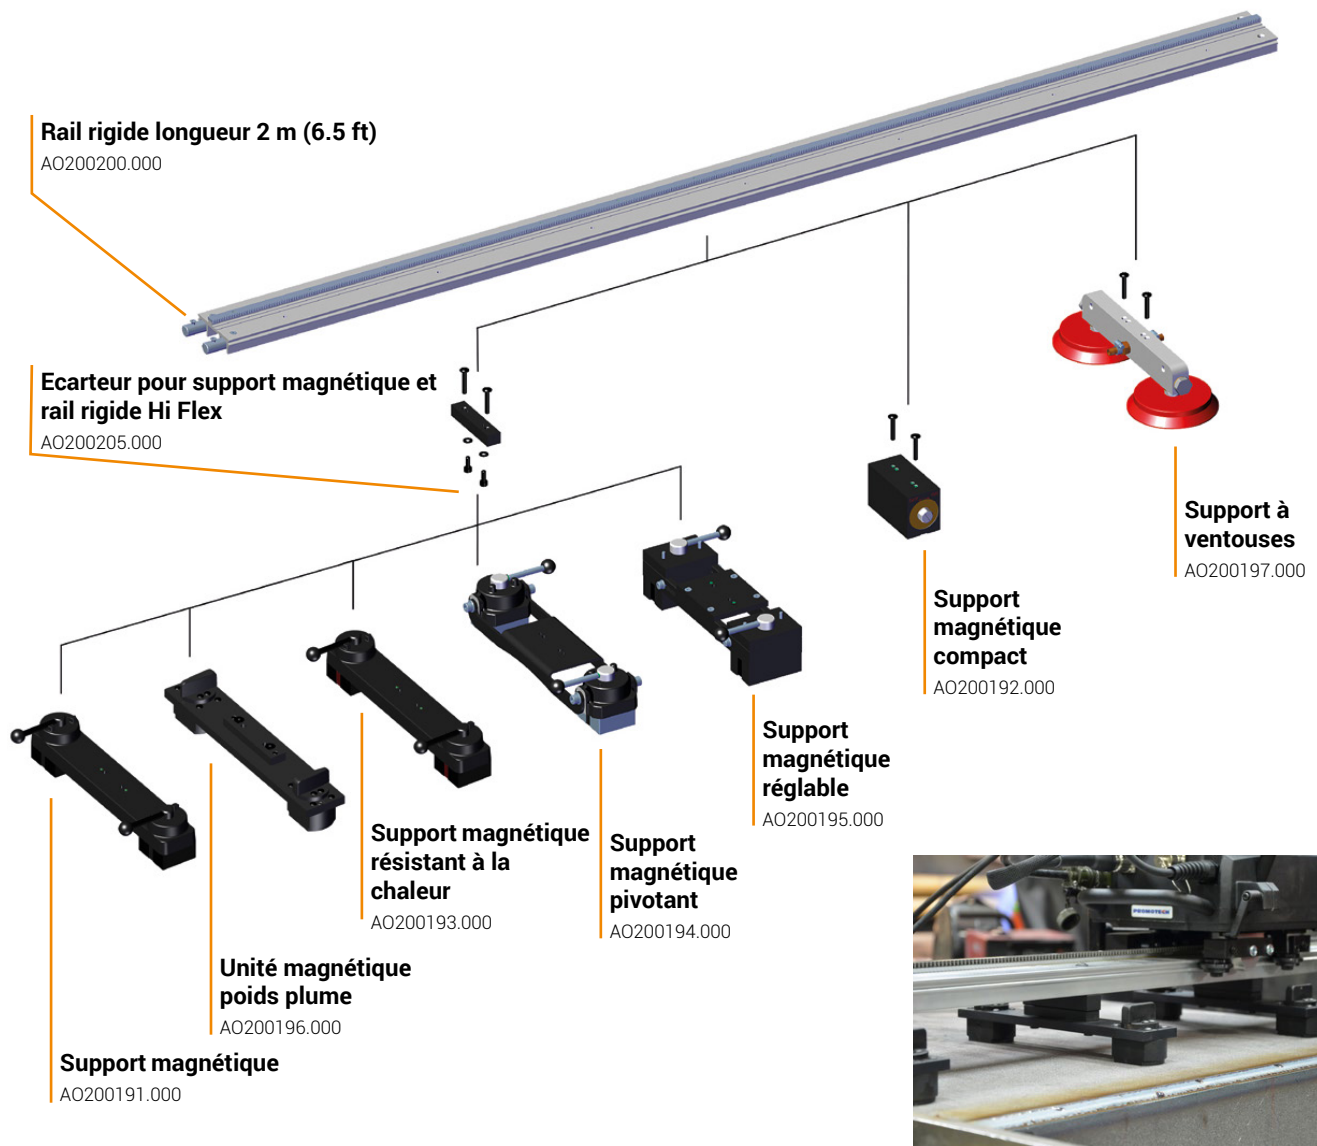 Rail rigide longueur 2 m (6.5 ft)
AO200200.000
Ecarteur pour support magnétique et
rail rigide Hi Flex
AO200205.000
Support à
ventouses
AO200197.000
Support
magnétique
compact
AO200192.000
Support
magnétique
réglable
AO200195.000
Support magnétique
résistant à la
chaleur
AO200193.000
Support
magnétique
pivotant
AO200194.000
Unité magnétique
poids plume
AO200196.000
Support magnétique
AO200191.000
PROMOTECH